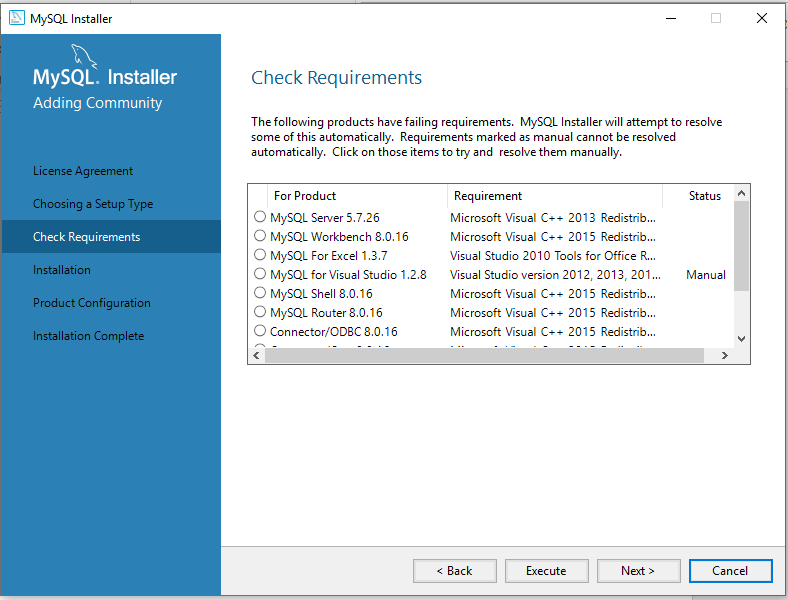 MySQL Installer
MySQL. Installer
Adding Community
License Agreement
Choosing a Setup Type
Check Requirements
Installation
Product Configuration
Installation Complete
Check Requirements
The following products have failing requirements. MySQL Installer will attempt to resolve
some of this automatically. Requirements marked as manual cannot be resolved
automatically. Click on those items to try and resolve them manually.
For Product Requirement Status
MySQL Server 5.7.26 Microsoft Visual C++ 2013 Redistrib...
MySQL Workbench 8.0.16 Microsoft Visual C++ 2015 Redistrib...
MySQL For Excel 1.3.7 Visual Studio 2010 Tools for Office R...
MySQL for Visual Studio 1.2.8 Visual Studio version 2012, 2013, 201... Manual
MySQL Shell 8.0.16 Microsoft Visual C++ 2015 Redistrib...
MySQL Router 8.0.16 Microsoft Visual C++ 2015 Redistrib...
Connector/ODBC 8.0.16 Microsoft Visual C++ 2015 Redistrib...
< Back Execute Next > Cancel